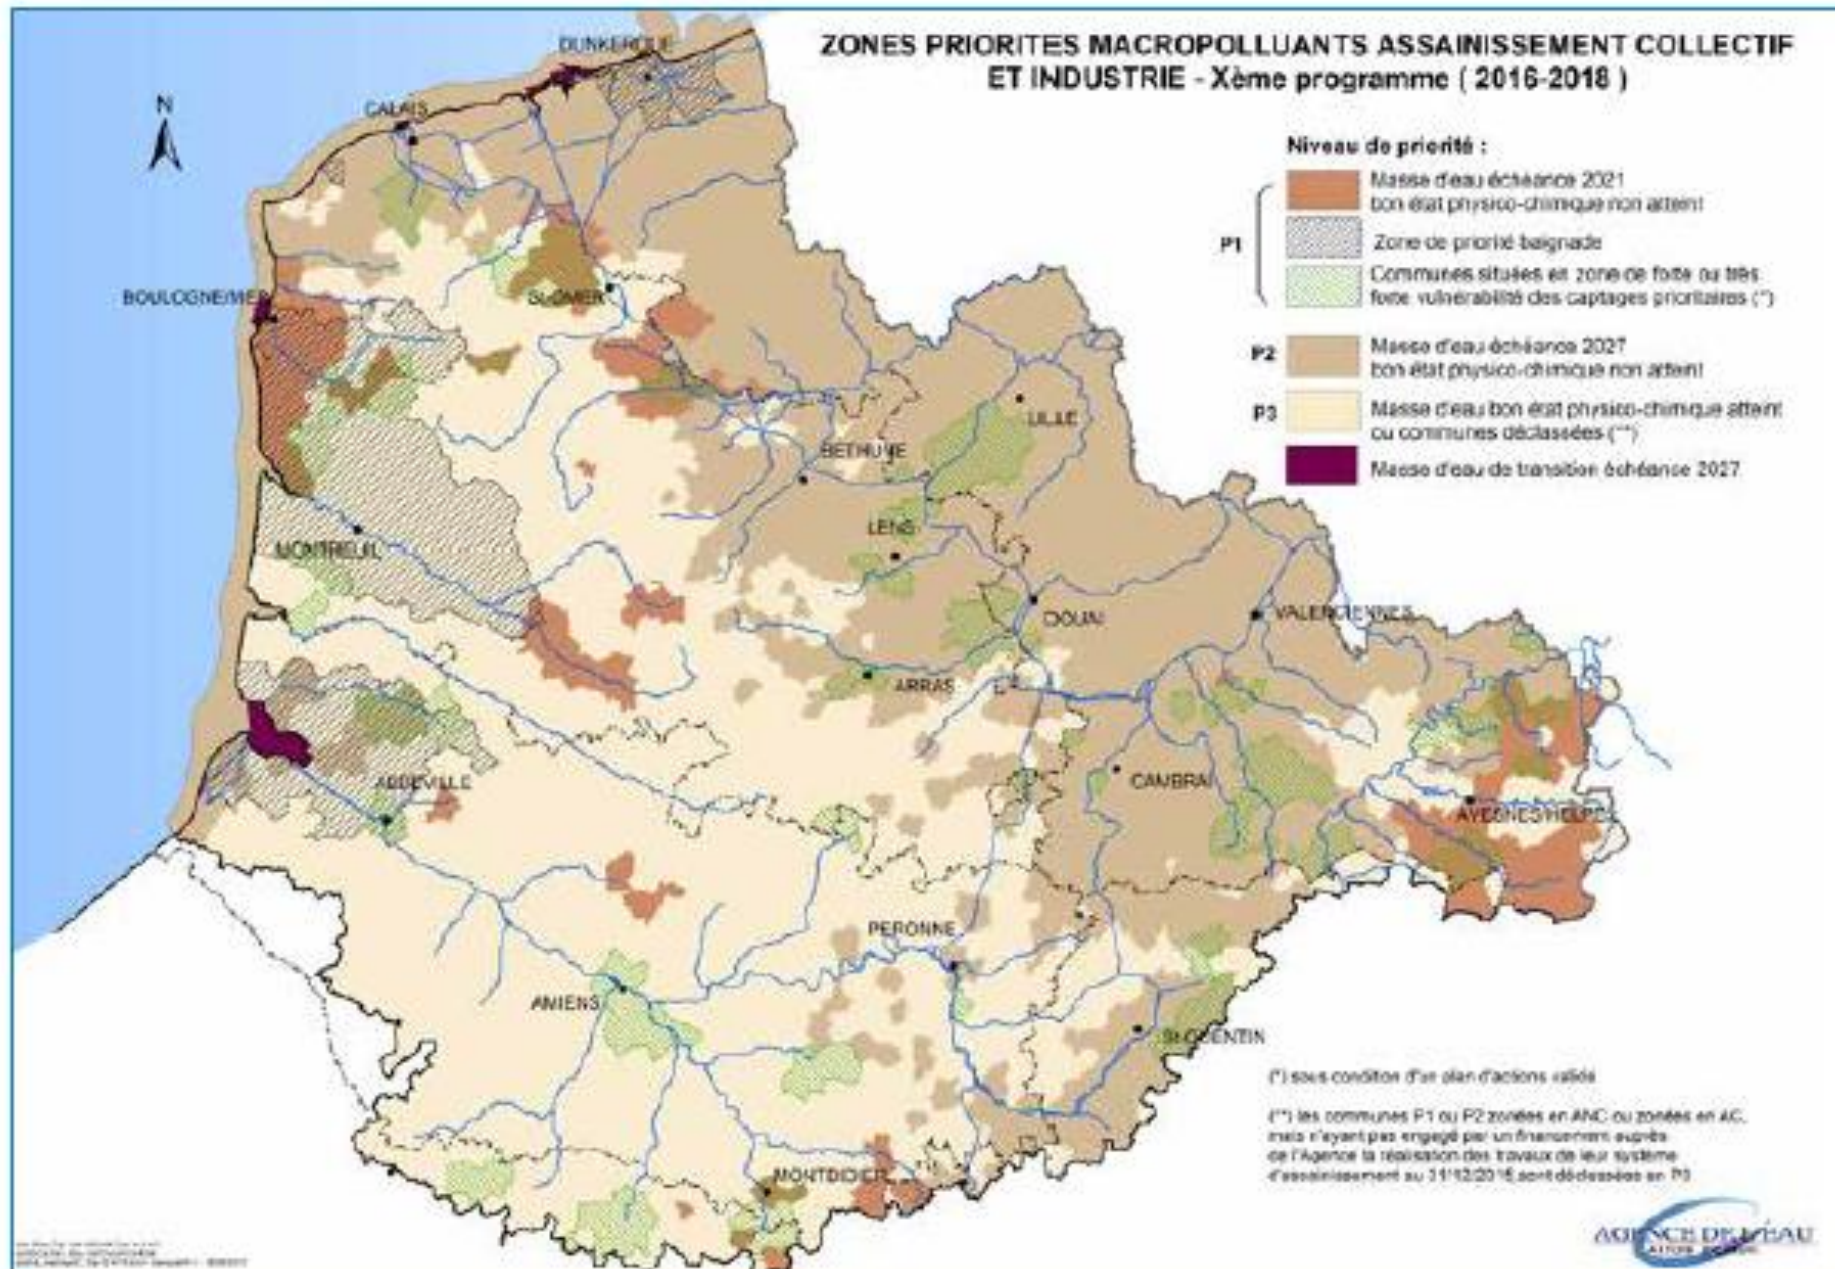 ZONES PRIORITES MACROPOLLUANTS ASSAINISSEMENT COLLECTIF
ET INDUSTRIE - Xème programme ( 2016-2018 )
N
Niveau de priorité :
P1
Masse d'eau échéance 2021
bon état physico-chimique non atteint
Zone de priorité baignade
Communes situées en zone de forte ou très
forte vulnérabilité des captages prioritaires (*)
P2
Masse d'eau échéance 2027
bon état physico-chimique non atteint
P3
Masse d'eau bon état physico-chimique atteint
ou communes déclassées (**)
Masse d'eau de transition échéance 2027
DUNKERQUE
CALAIS
BOULOGNE/MER
ST-OMER
LILLE
BETHUNE
LENS
MONTREUIL
DOUAI
VALENCIENNES
ARRAS
ABBEVILLE
CAMBRAI
AVESNES/HELPE
PERONNE
AMIENS
ST-QUENTIN
MONTDIDIER
(*) sous condition d'un plan d'actions validé
(**) les communes P1 ou P2 zonées en ANC ou zonées en AC,
mais n'ayant pas engagé par un financement auprès
de l'Agence la réalisation des travaux de leur système
d'assainissement au 31/12/2015 sont déclassées en P3
AGENCE DE L'EAU
ARTOIS PICARDIE